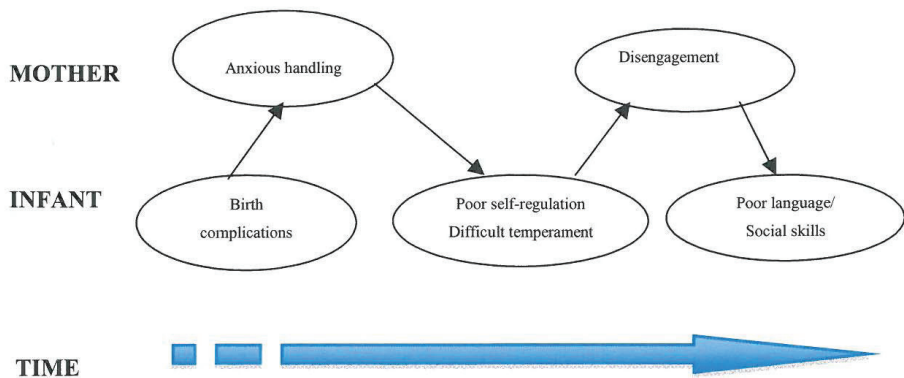 MOTHER
Anxious handling
Disengagement
INFANT
Birth
complications
Poor self-regulation
Difficult temperament
Poor language/
Social skills
TIME